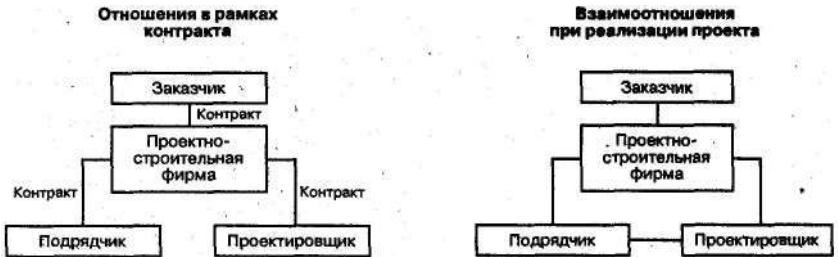 Отношения в рамках
контракта
Заказчик
Контракт
Проектно-
строительная
фирма
Контракт
Контракт
Подрядчик
Проектировщик
Взаимоотношения
при реализации проекта
Заказчик
Проектно-
строительная
фирма
Подрядчик
Проектировщик